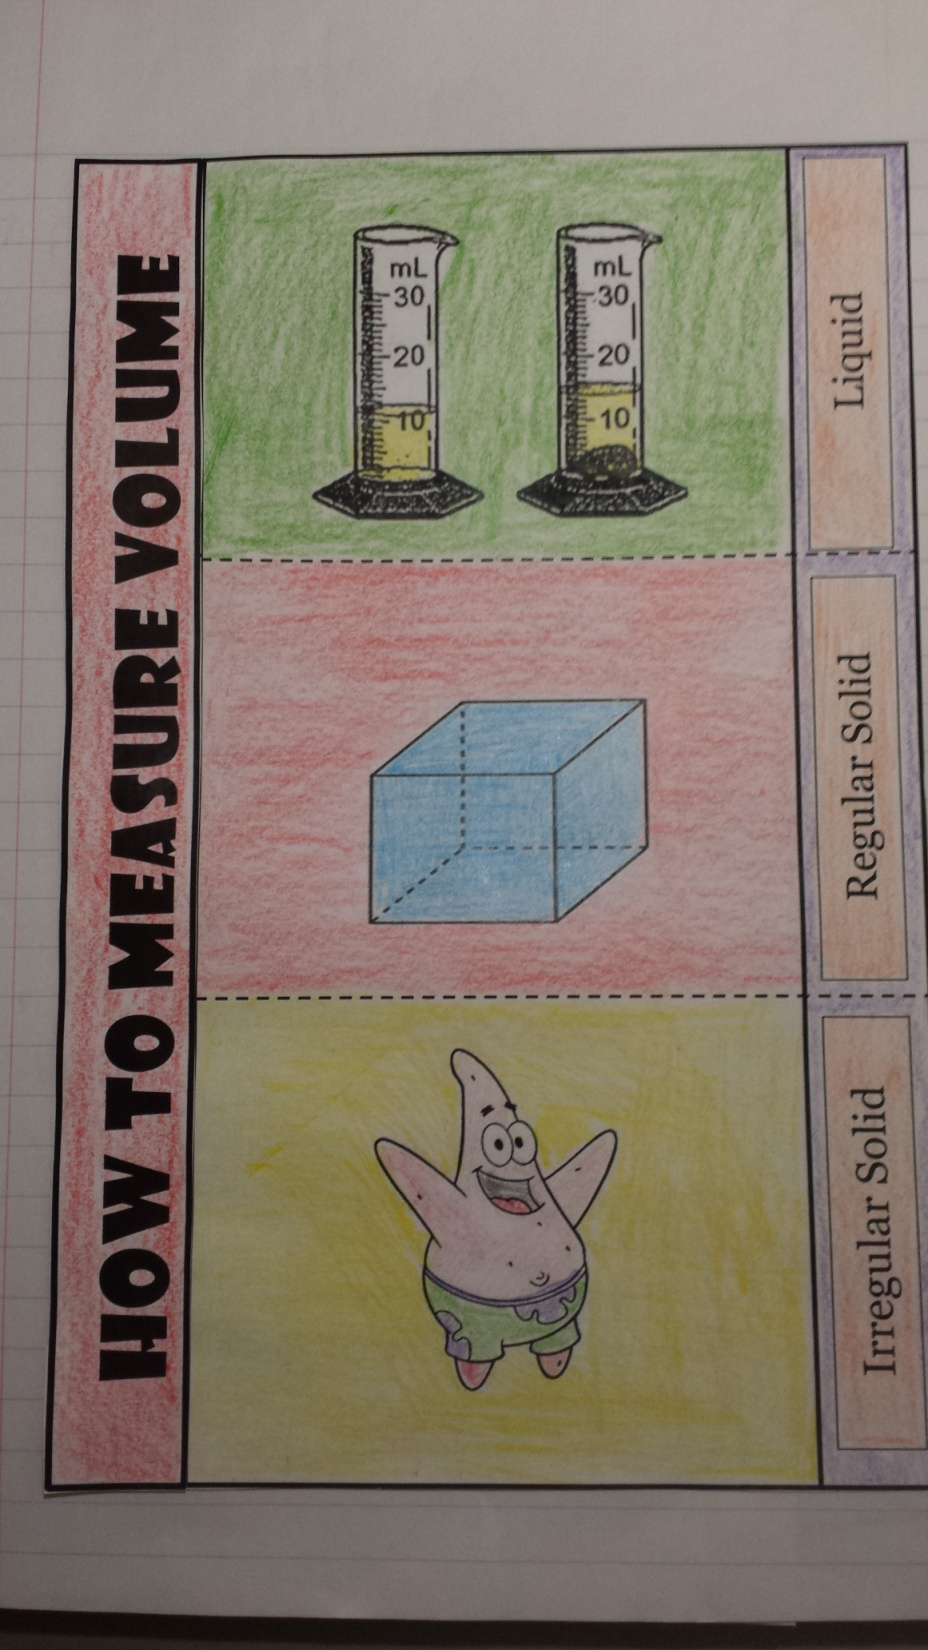 HOW TO MEASURE VOLUME
mL
30
20
10
mL
30
20
10
Liquid
Regular Solid
Irregular Solid